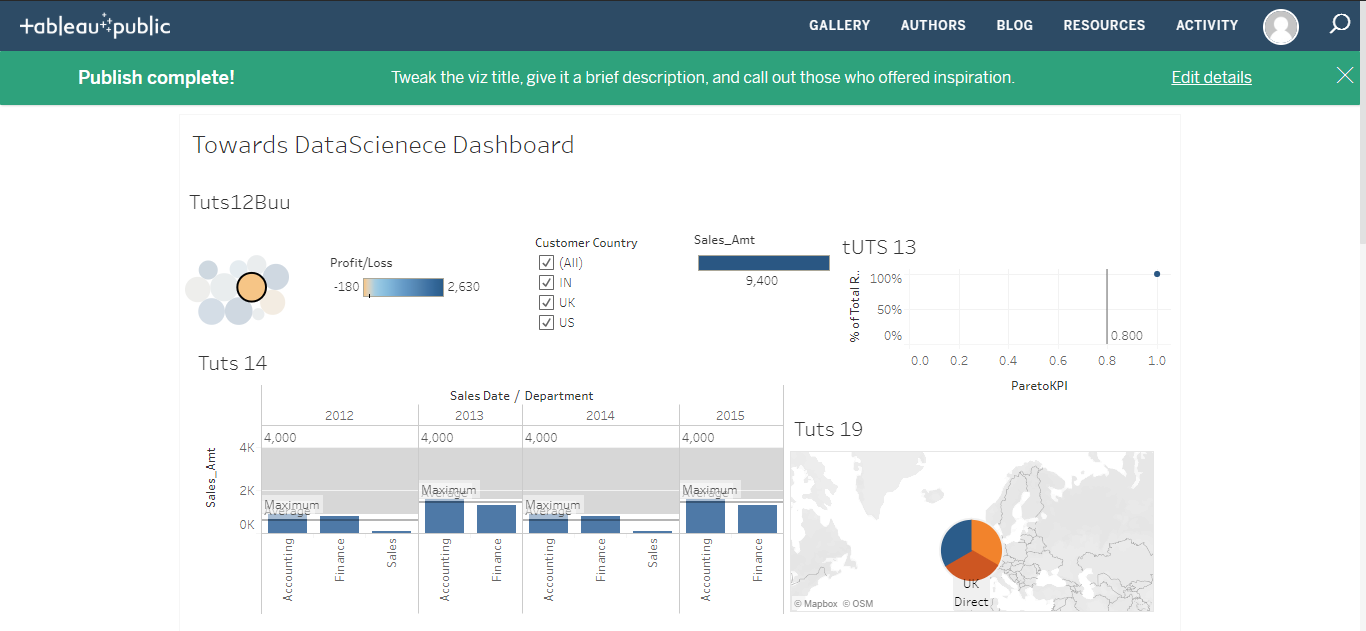 tableau public GALLERY AUTHORS BLOG RESOURCES ACTIVITY
Publish complete! Tweak the viz title, give it a brief description, and call out those who offered inspiration. Edit details
Towards DataScienece Dashboard
Tuts12Buu
Profit/Loss
-180 2,630
Customer Country
(All)
IN
UK
US
Sales_Amt
9,400
tUTS 13
% of Total R..
100%
50%
0%
0.800
0.0 0.2 0.4 0.6 0.8 1.0
ParetoKPI
Tuts 14
Sales Date / Department
2012 2013 2014 2015
4,000 4,000 4,000 4,000
Sales_Amt
4K
2K
0K
Maximum Maximum Maximum Maximum
Average Average Average Average
Accounting Finance Sales Accounting Finance Accounting Finance Sales Accounting Finance
Tuts 19
UK
Direct
© Mapbox © OSM